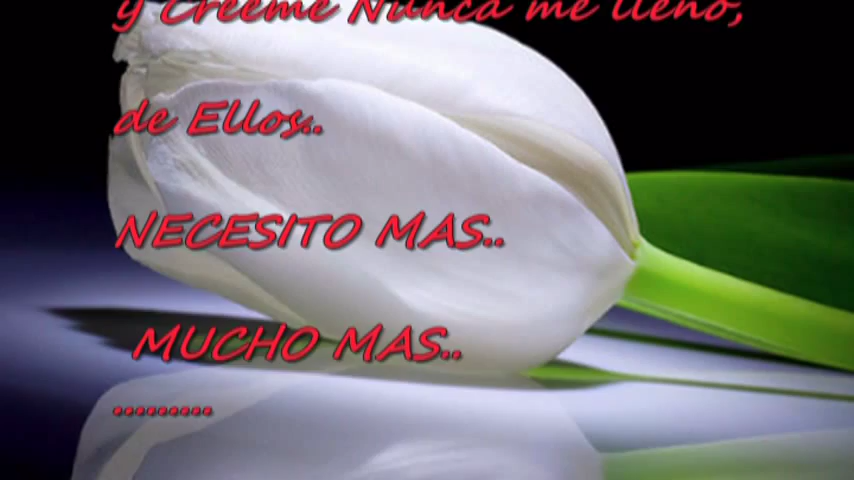 y Creeme Nunca me lleno,
de Ellos..
NECESITO MAS..
MUCHO MAS..
.........